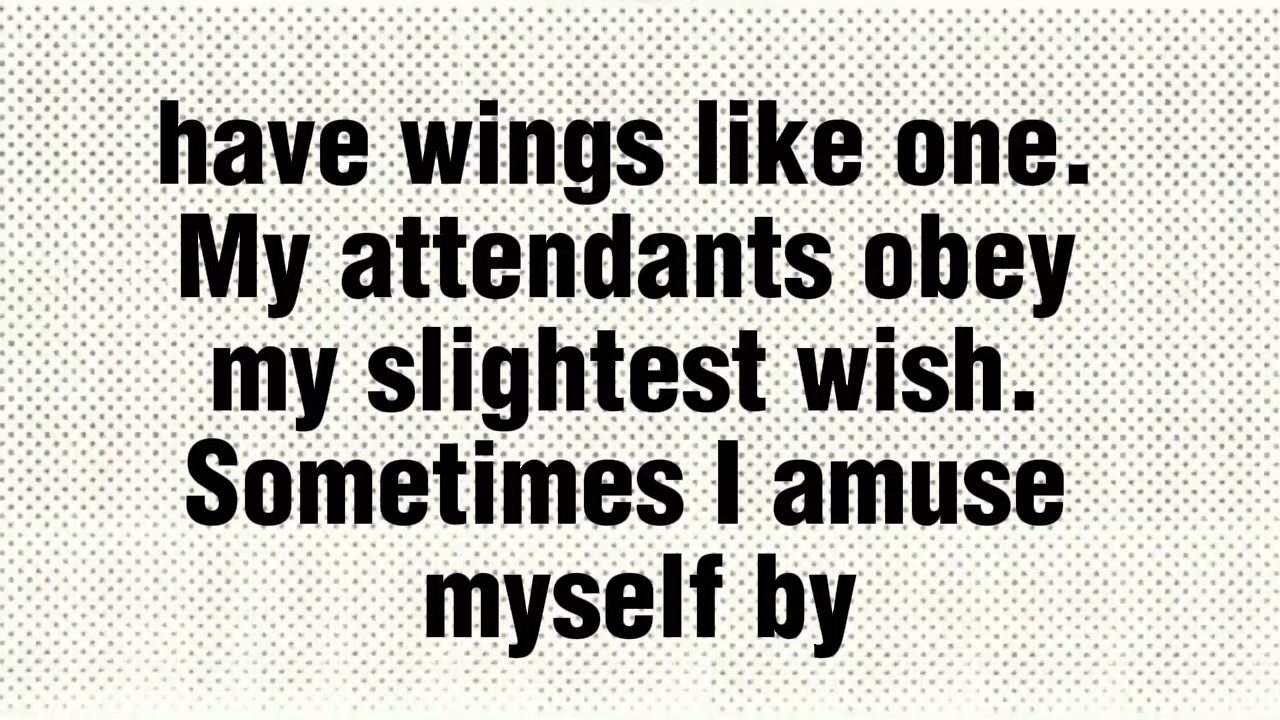 have wings like one.
My attendants obey
my slightest wish.
Sometimes I amuse
myself by